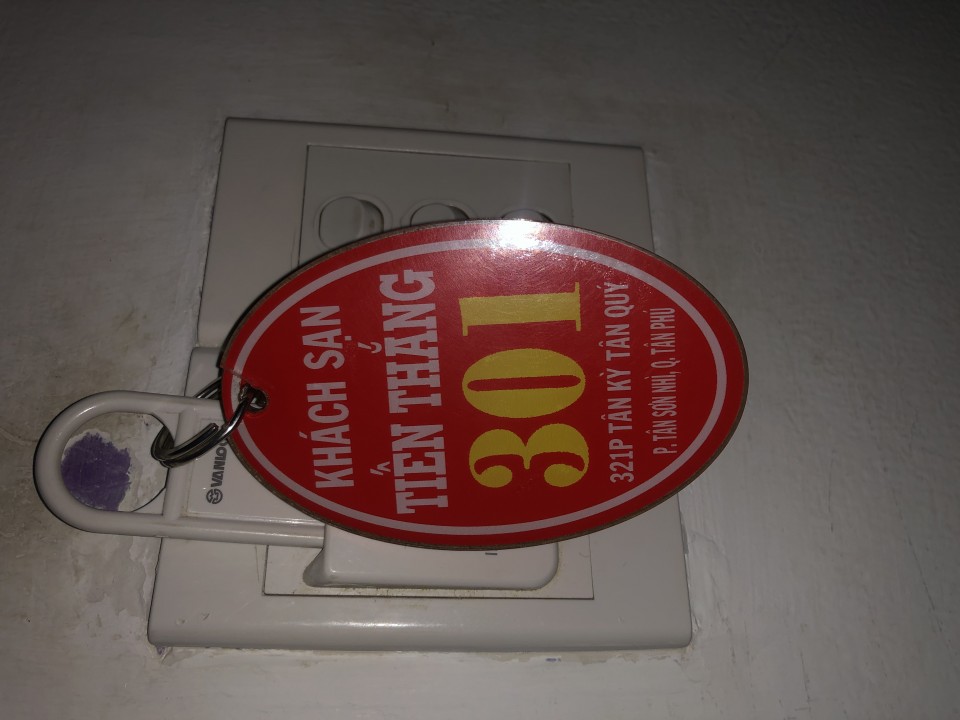 KHÁCH SẠN
TIẾN THẮNG
301
321P TÂN KỲ TÂN QUÝ
P. TÂN SƠN NHÌ, Q. TÂN PHÚ